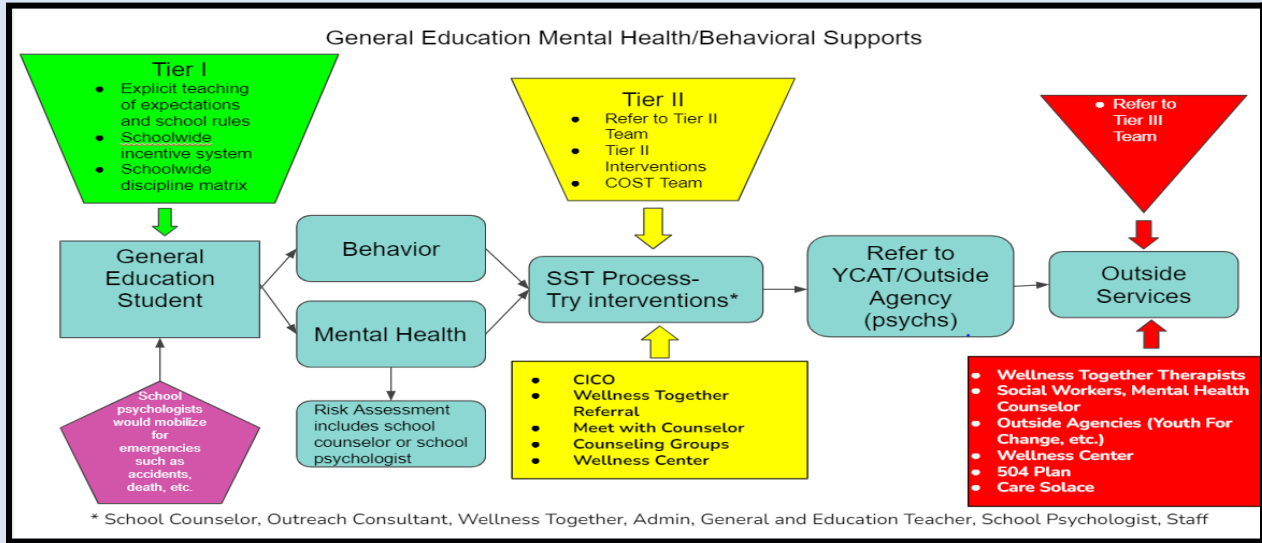 General Education Mental Health/Behavioral Supports
Tier I
● Explicit teaching
of expectations
and school rules
● Schoolwide
incentive system
● Schoolwide
discipline matrix
Tier II
● Refer to Tier II
Team
● Tier II
Interventions
● COST Team
● Refer to
Tier III
Team
General
Education
Student
Behavior
Mental Health
SST Process-
Try interventions*
Refer to
YCAT/Outside
Agency
(psychs)
Outside
Services
School
psychologists
would mobilize
for
emergencies
such as
accidents,
death, etc.
Risk Assessment
includes school
counselor or school
psychologist
● CICO
● Wellness Together
Referral
● Meet with Counselor
● Counseling Groups
● Wellness Center
● Wellness Together Therapists
● Social Workers, Mental Health
Counselor
● Outside Agencies (Youth For
Change, etc.)
● Wellness Center
● 504 Plan
● Care Solace
* School Counselor, Outreach Consultant, Wellness Together, Admin, General and Education Teacher, School Psychologist, Staff